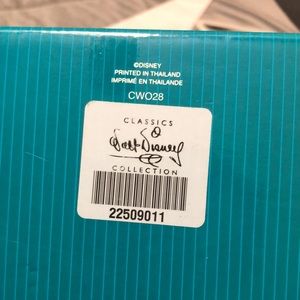 ©DISNEY
PRINTED IN THAILAND
IMPRIMÉ EN THAILANDE
CWO28
CLASSICS
Walt Disney
COLLECTION
22509011